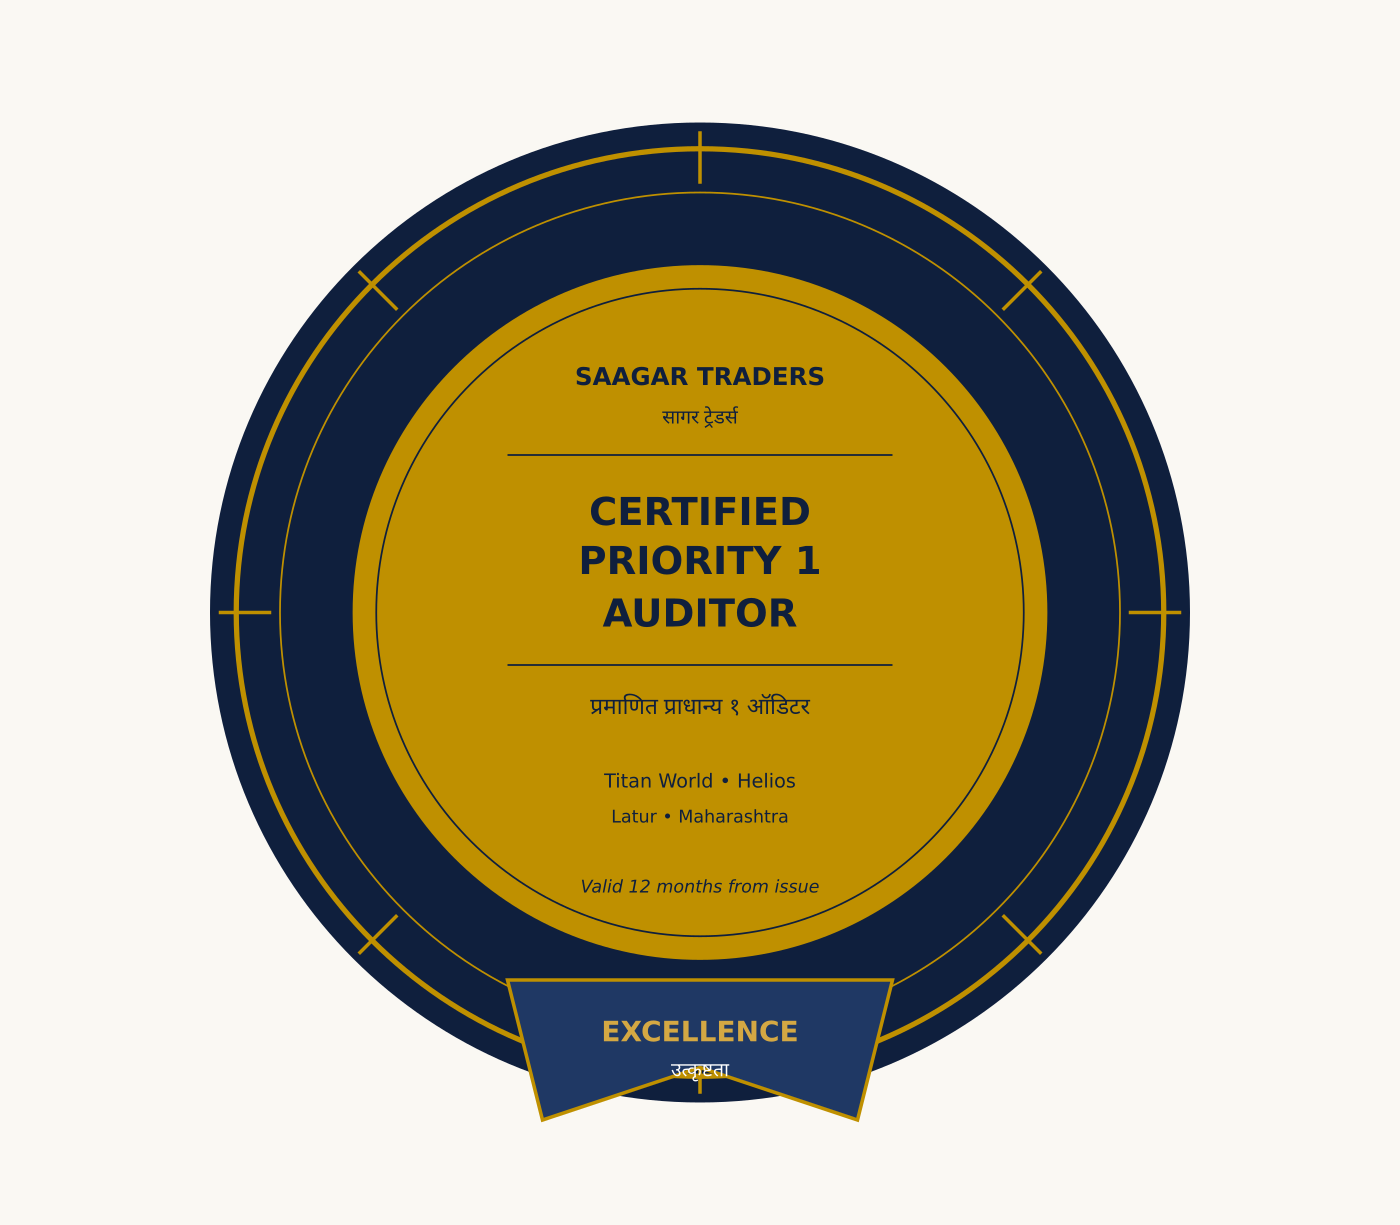 SAAGAR TRADERS
सागर ट्रेडर्स
CERTIFIED
PRIORITY 1
AUDITOR
प्रमाणित प्राधान्य १ ऑडिटर
Titan World • Helios
Latur • Maharashtra
Valid 12 months from issue
EXCELLENCE
उत्कृष्टता